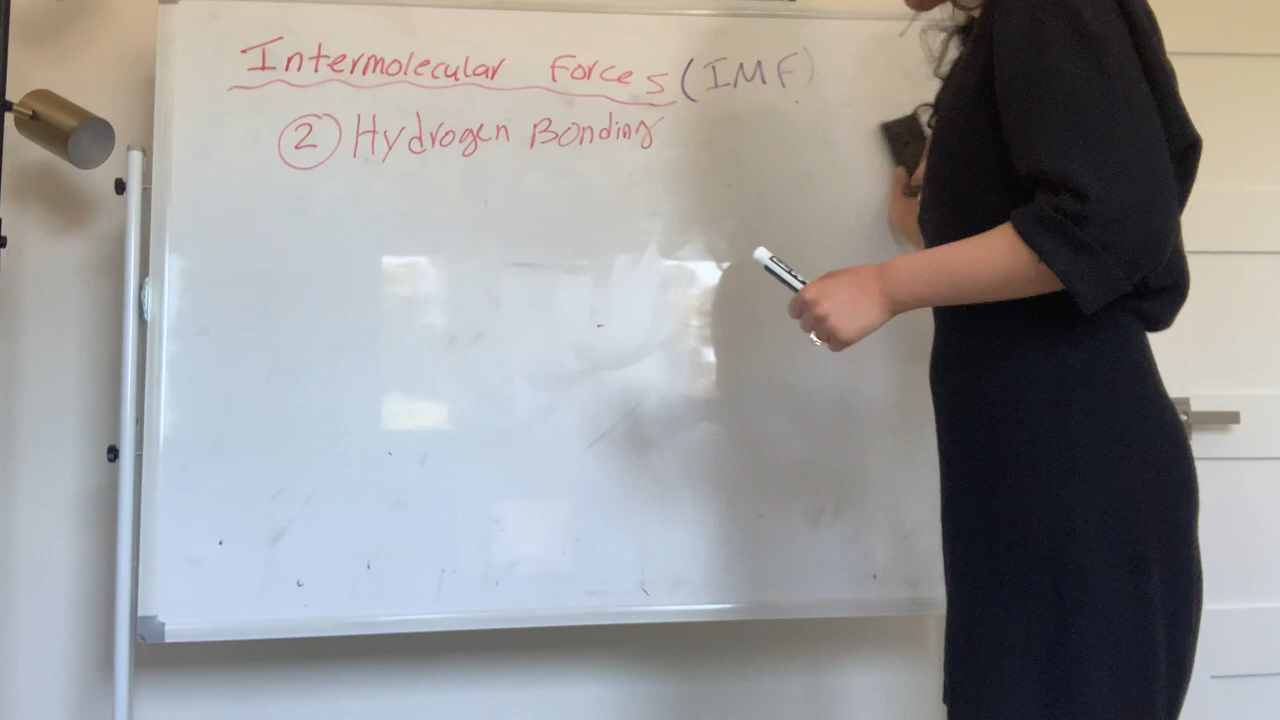 Intermolecular Forces (IMF)
② Hydrogen Bonding